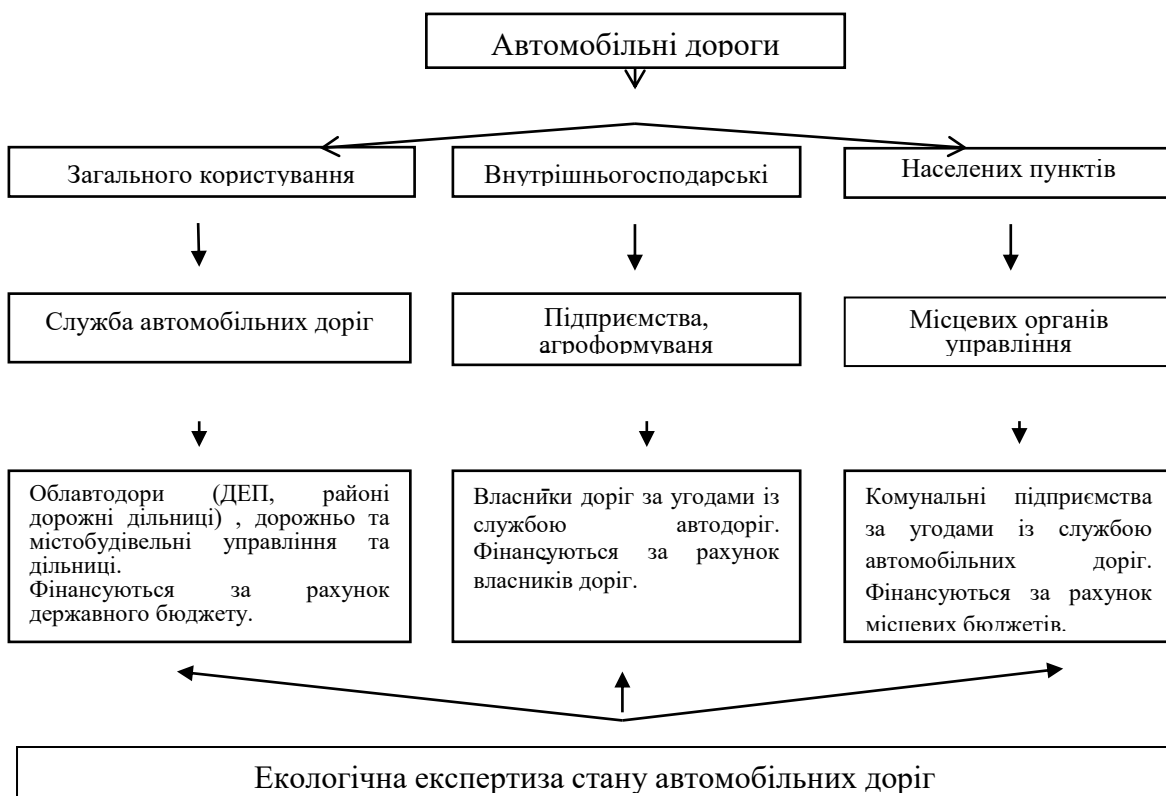 Автомобільні дороги
Загального користування
Внутрішньогосподарські
Населених пунктів
Служба автомобільних доріг
Підприємства,
агроформуваня
Місцевих органів
управління
Облавтодори (ДЕП, районі
дорожні дільниці) , дорожньо та
містобудівельні управління та
дільниці.
Фінансуються за рахунок
державного бюджету.
Власники доріг за угодами із
службою автодоріг.
Фінансуються за рахунок
власників доріг.
Комунальні підприємства
за угодами із службою
автомобільних доріг.
Фінансуються за рахунок
місцевих бюджетів.
Екологічна експертиза стану автомобільних доріг